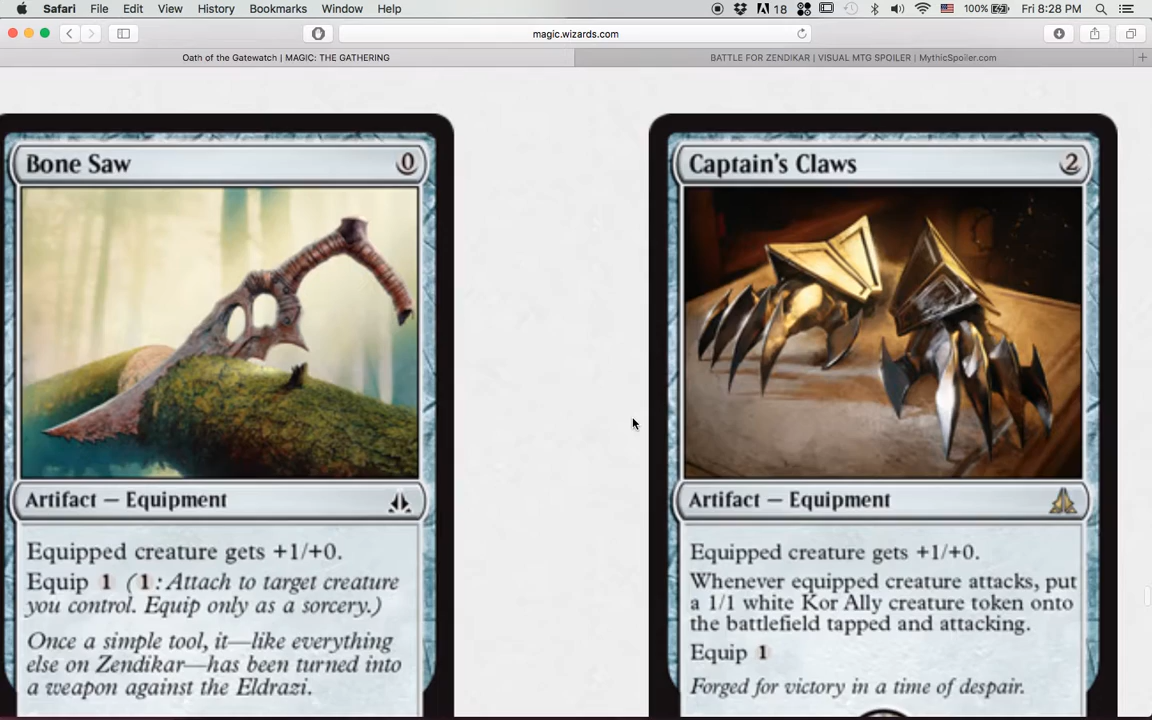 Safari File Edit View History Bookmarks Window Help 18 100% Fri 8:28 PM
magic.wizards.com
Oath of the Gatewatch | MAGIC: THE GATHERING
BATTLE FOR ZENDIKAR | VISUAL MTG SPOILER | MythicSpoiler.com
Bone Saw 0
Artifact — Equipment
Equipped creature gets +1/+0.
Equip 1 (1: Attach to target creature
you control. Equip only as a sorcery.)
Once a simple tool, it—like everything
else on Zendikar—has been turned into
a weapon against the Eldrazi.
Captain's Claws 2
Artifact — Equipment
Equipped creature gets +1/+0.
Whenever equipped creature attacks, put
a 1/1 white Kor Ally creature token onto
the battlefield tapped and attacking.
Equip 1
Forged for victory in a time of despair.